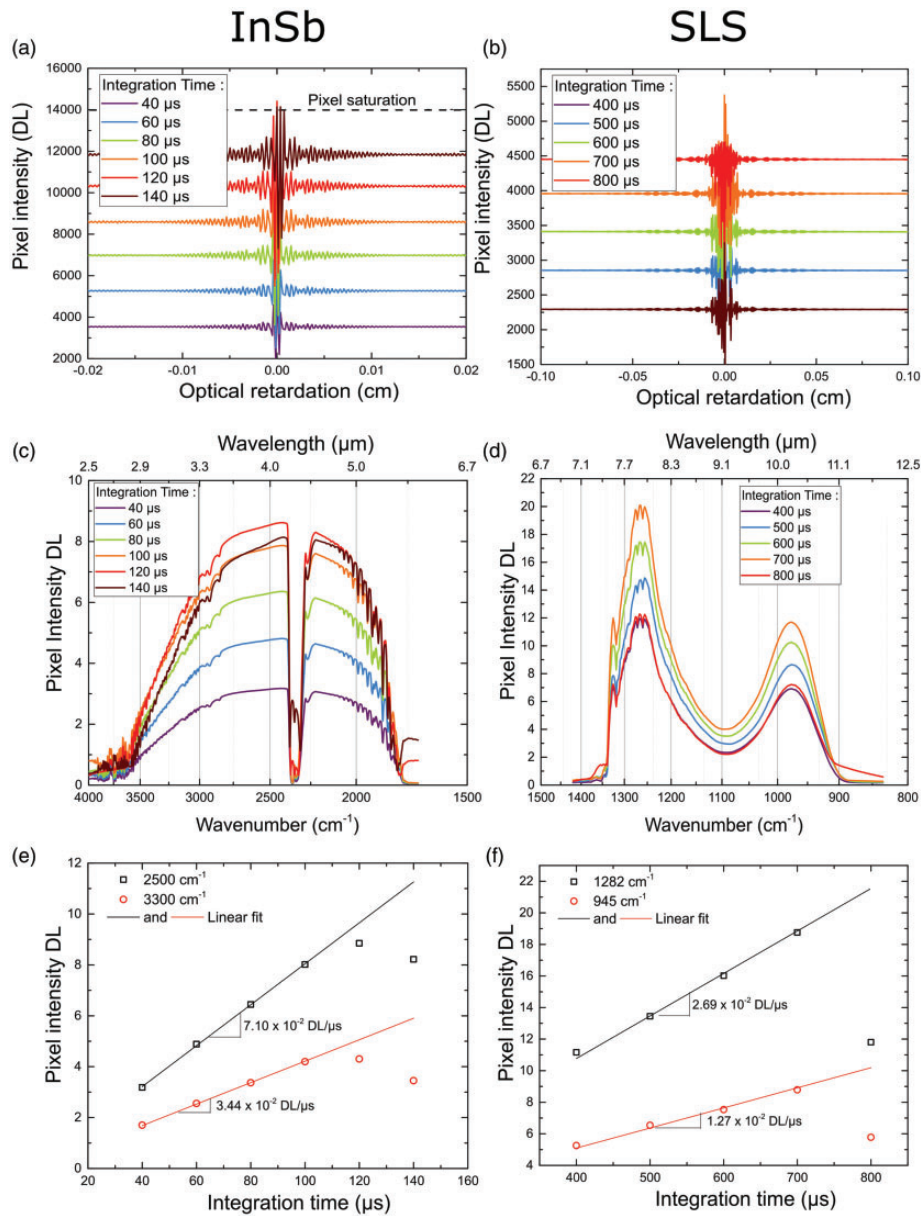 InSb
SLS
(a)
16000
14000
12000
10000
8000
6000
4000
2000
Pixel intensity (DL)
Integration Time :
40 µs
60 µs
80 µs
100 µs
120 µs
140 µs
Pixel saturation
-0.02
-0.01
0.00
0.01
0.02
Optical retardation (cm)
(b)
5500
5000
4500
4000
3500
3000
2500
2000
1500
Pixel intensity (DL)
Integration Time :
400 µs
500 µs
600 µs
700 µs
800 µs
-0.10
-0.05
0.00
0.05
0.10
Optical retardation (cm)
(c)
Wavelength (µm)
2.5
2.9
3.3
4.0
5.0
6.7
10
8
6
4
2
0
Pixel Intensity DL
Integration Time :
40 µs
60 µs
80 µs
100 µs
120 µs
140 µs
4000
3500
3000
2500
2000
1500
Wavenumber (cm⁻¹)
(d)
Wavelength (µm)
6.7
7.1
7.7
8.3
9.1
10.0
11.1
12.5
22
20
18
16
14
12
10
8
6
4
2
0
Pixel Intensity DL
Integration Time :
400 µs
500 µs
600 µs
700 µs
800 µs
1500
1400
1300
1200
1100
1000
900
800
Wavenumber (cm⁻¹)
(e)
12
10
8
6
4
2
0
Pixel intensity DL
2500 cm⁻¹
3300 cm⁻¹
and Linear fit
7.10 x 10⁻² DL/µs
3.44 x 10⁻² DL/µs
20
40
60
80
100
120
140
160
Integration time (µs)
(f)
22
20
18
16
14
12
10
8
6
4
Pixel intensity DL
1282 cm⁻¹
945 cm⁻¹
and Linear fit
2.69 x 10⁻² DL/µs
1.27 x 10⁻² DL/µs
400
500
600
700
800
Integration time (µs)